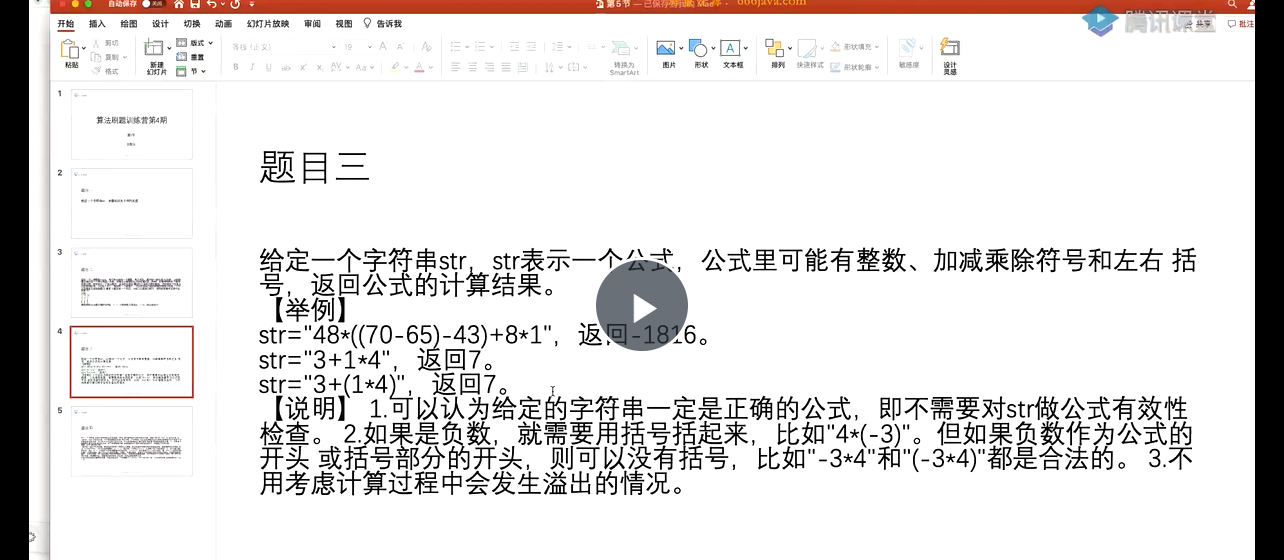 自动保存 关闭
第5节 — 已保存到我的 Mac
666java.com
腾讯课堂
开始 插入 绘图 设计 切换 动画 幻灯片放映 审阅 视图 告诉我 共享 批注
粘贴 剪切 复制 格式 新建幻灯片 版式 重置 节 等线 (正文) 19 转换为 SmartArt 图片 形状 文本框 排列 快速样式 形状填充 形状轮廓 敏感度 设计灵感
1
算法刷题训练营第4期
2
3
4
5
题目三
给定一个字符串str，str表示一个公式，公式里可能有整数、加减乘除符号和左右 括
号，返回公式的计算结果。
【举例】
str="48*((70-65)-43)+8*1"，返回-1816。
str="3+1*4"，返回7。
str="3+(1*4)"，返回7。
【说明】 1.可以认为给定的字符串一定是正确的公式，即不需要对str做公式有效性
检查。 2.如果是负数，就需要用括号括起来，比如"4*(-3)"。但如果负数作为公式的
开头 或括号部分的开头，则可以没有括号，比如"-3*4"和"(-3*4)"都是合法的。 3.不
用考虑计算过程中会发生溢出的情况。